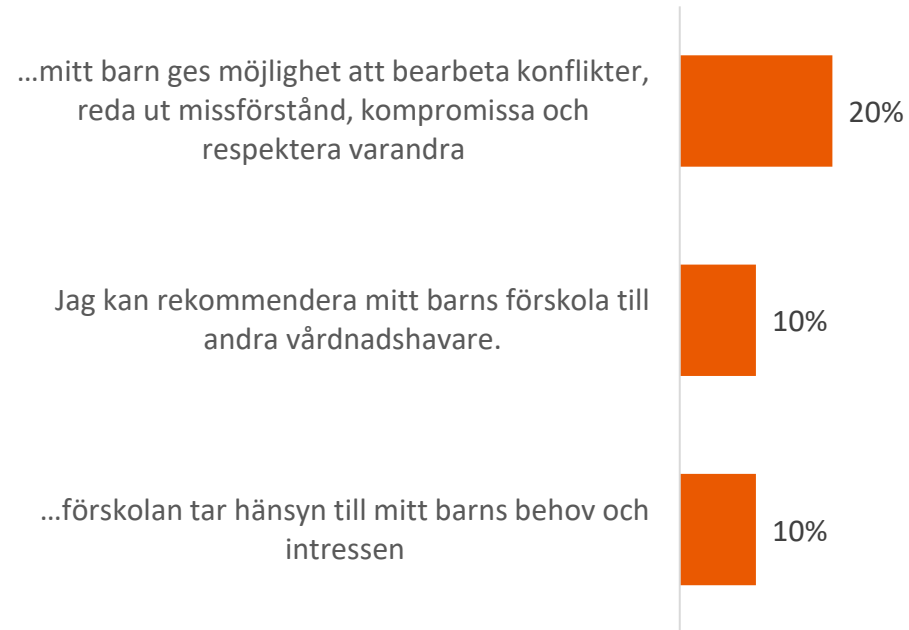 ...mitt barn ges möjlighet att bearbeta konflikter,
reda ut missförstånd, kompromissa och
respektera varandra
20%
Jag kan rekommendera mitt barns förskola till
andra vårdnadshavare.
10%
...förskolan tar hänsyn till mitt barns behov och
intressen
10%